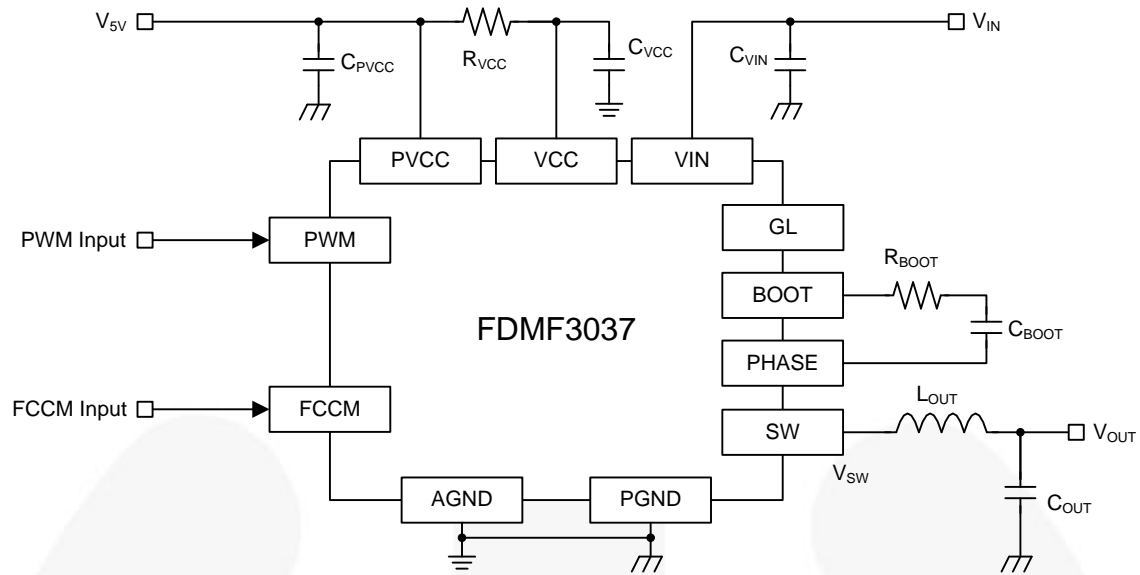 V5V
VIN
CPVCC
RVCC
CVCC
CVIN
PVCC
VCC
VIN
GL
PWM Input
PWM
RBOOT
BOOT
CBOOT
FDMF3037
PHASE
FCCM Input
FCCM
LOUT
SW
VOUT
VSW
AGND
PGND
COUT